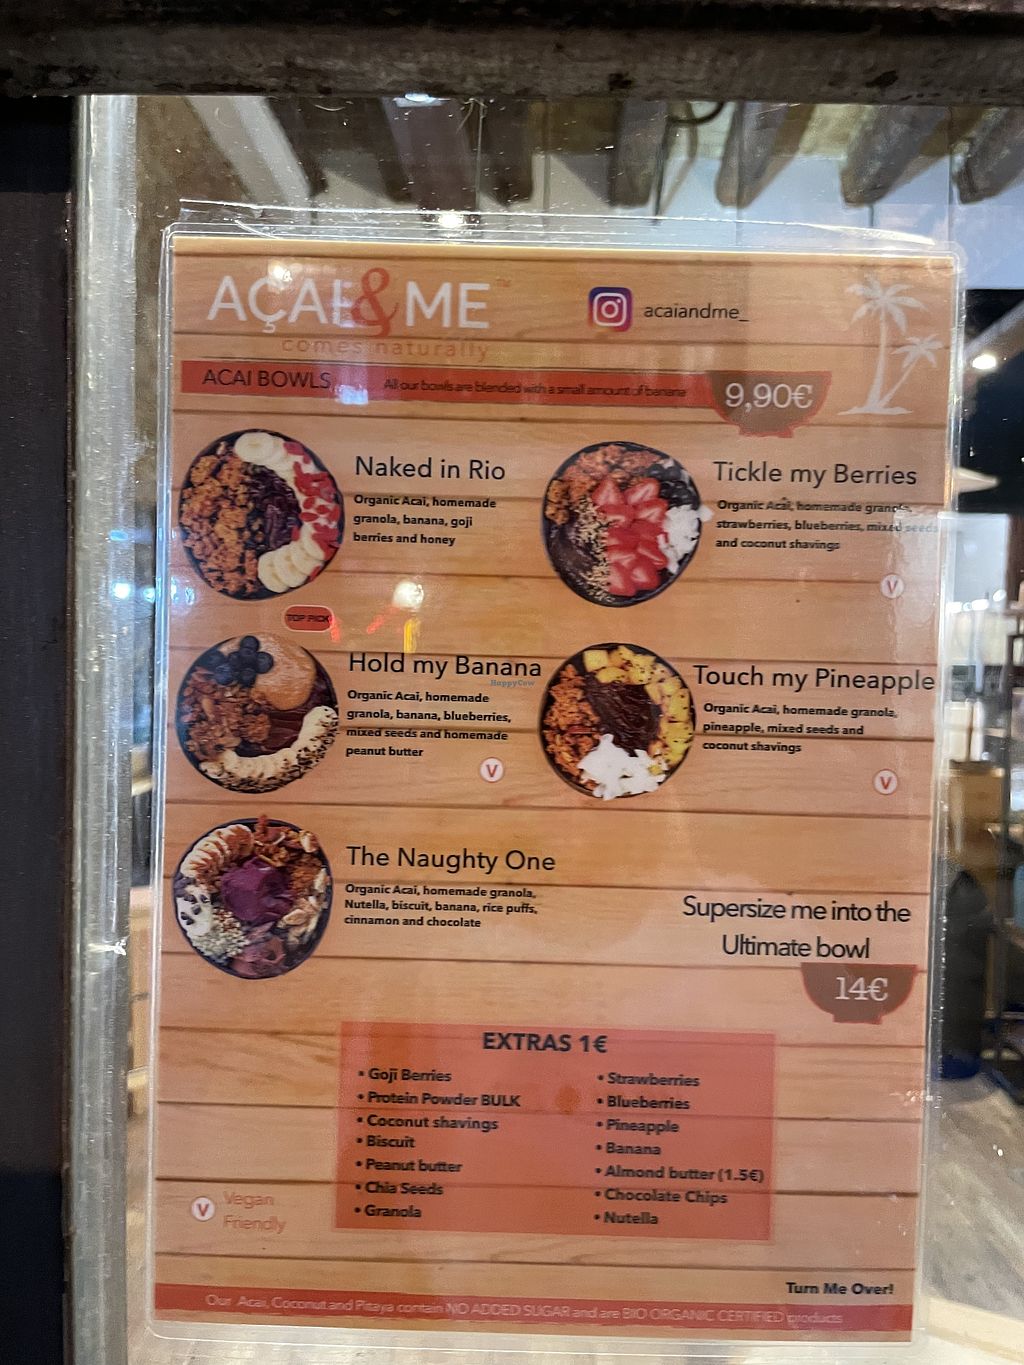 AÇAI & ME ™
comes naturally
acaiandme_
ACAI BOWLS
All our bowls are blended with a small amount of banana
9,90€
Naked in Rio
Organic Acai, homemade
granola, banana, goji
berries and honey
Tickle my Berries
Organic Acai, homemade granola,
strawberries, blueberries, mixed seeds
and coconut shavings
V
TOP PICK
Hold my Banana
HappyCow
Organic Acai, homemade
granola, banana, blueberries,
mixed seeds and homemade
peanut butter
V
Touch my Pineapple
Organic Acai, homemade granola,
pineapple, mixed seeds and
coconut shavings
V
The Naughty One
Organic Acai, homemade granola,
Nutella, biscuit, banana, rice puffs,
cinnamon and chocolate
Supersize me into the
Ultimate bowl
14€
EXTRAS 1€
• Goji Berries
• Protein Powder BULK
• Coconut shavings
• Biscuit
• Peanut butter
• Chia Seeds
• Granola
• Strawberries
• Blueberries
• Pineapple
• Banana
• Almond butter (1.5€)
• Chocolate Chips
• Nutella
V Vegan
Friendly
Turn Me Over!
Our Acai, Coconut and Pitaya contain NO ADDED SUGAR and are BIO ORGANIC CERTIFIED products